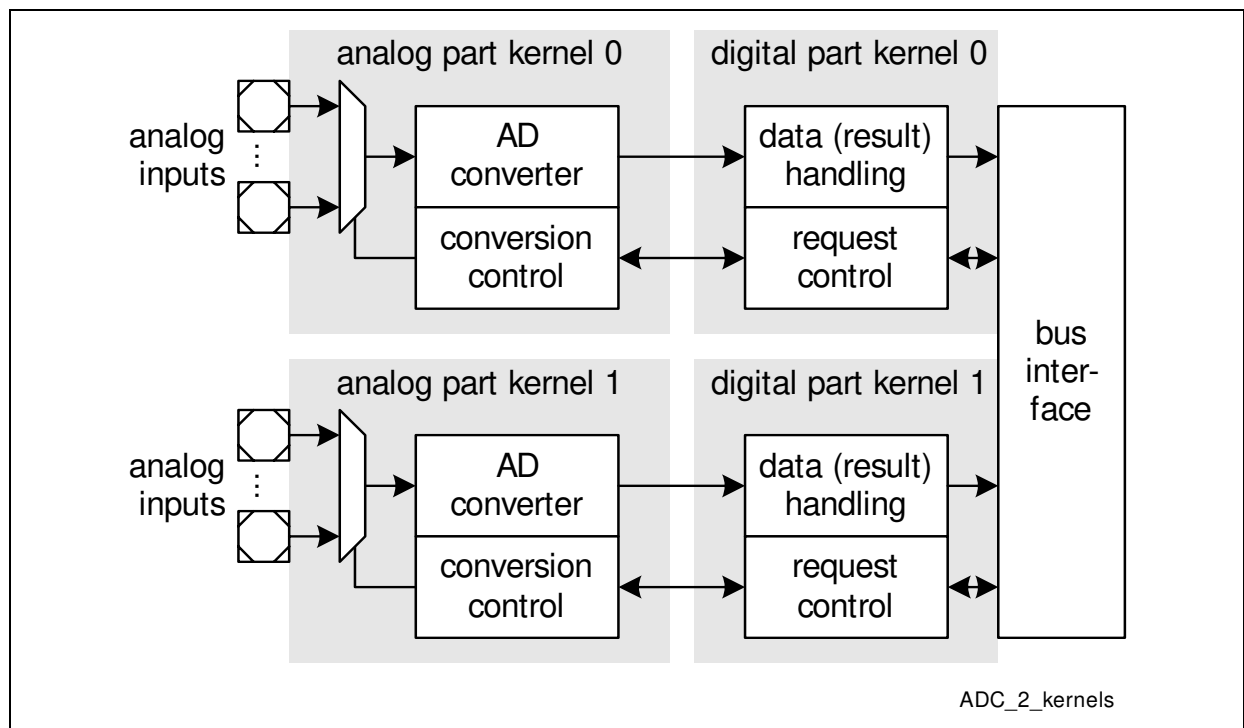 analog part kernel 0
digital part kernel 0
analog
inputs
AD
converter
data (result)
handling
conversion
control
request
control
bus
inter-
face
analog part kernel 1
digital part kernel 1
analog
inputs
AD
converter
data (result)
handling
conversion
control
request
control
ADC_2_kernels